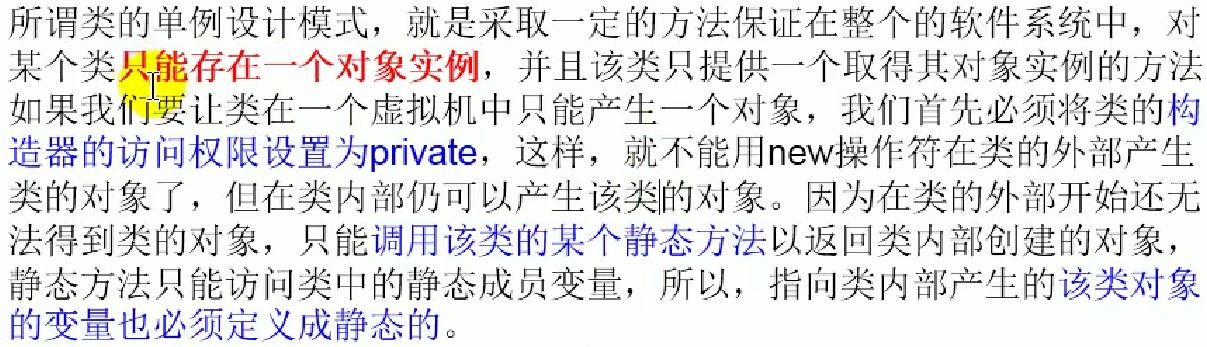 所谓类的单例设计模式，就是采取一定的方法保证在整个的软件系统中，对
某个类只能存在一个对象实例，并且该类只提供一个取得其对象实例的方法
如果我们要让类在一个虚拟机中只能产生一个对象，我们首先必须将类的构
造器的访问权限设置为private，这样，就不能用new操作符在类的外部产生
类的对象了，但在类内部仍可以产生该类的对象。因为在类的外部开始还无
法得到类的对象，只能调用该类的某个静态方法以返回类内部创建的对象，
静态方法只能访问类中的静态成员变量，所以，指向类内部产生的该类对象
的变量也必须定义成静态的。